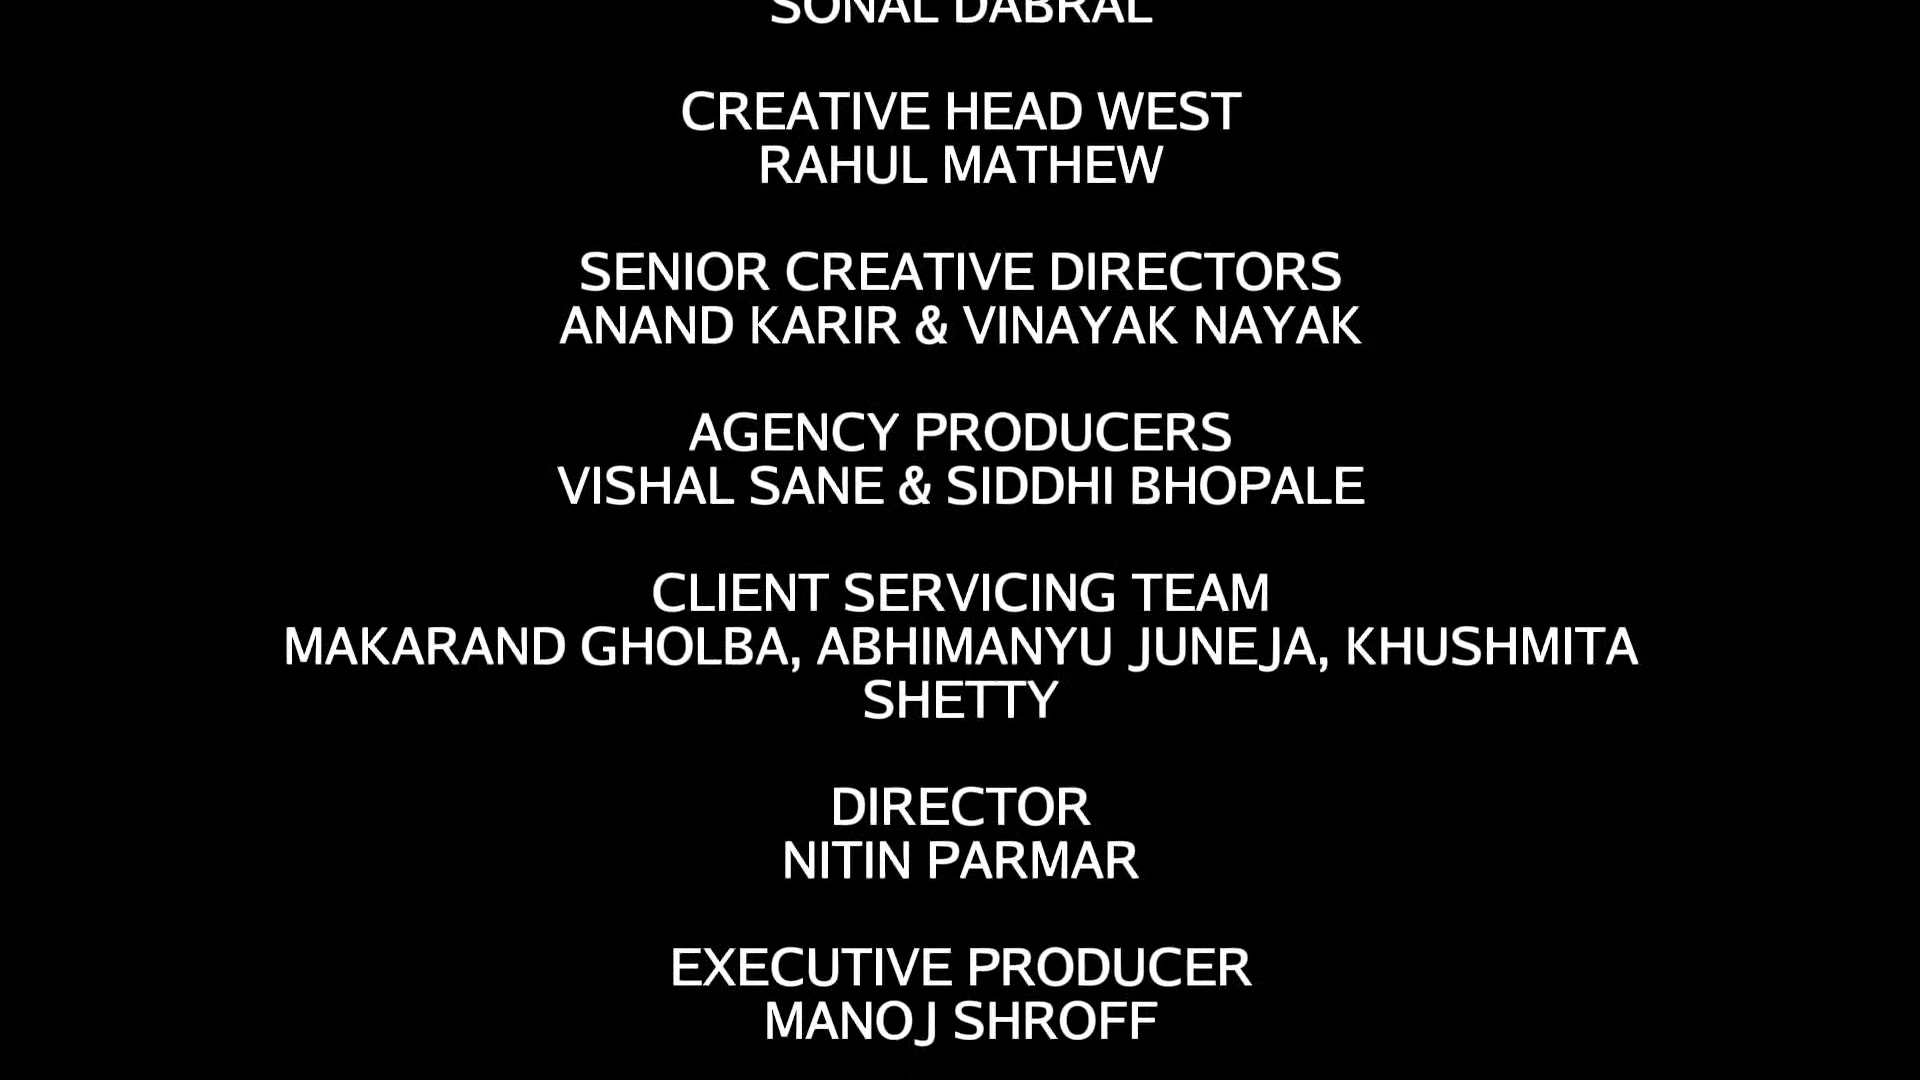 SONAL DABRAL
CREATIVE HEAD WEST
RAHUL MATHEW
SENIOR CREATIVE DIRECTORS
ANAND KARIR & VINAYAK NAYAK
AGENCY PRODUCERS
VISHAL SANE & SIDDHI BHOPALE
CLIENT SERVICING TEAM
MAKARAND GHOLBA, ABHIMANYU JUNEJA, KHUSHMITA
SHETTY
DIRECTOR
NITIN PARMAR
EXECUTIVE PRODUCER
MANOJ SHROFF